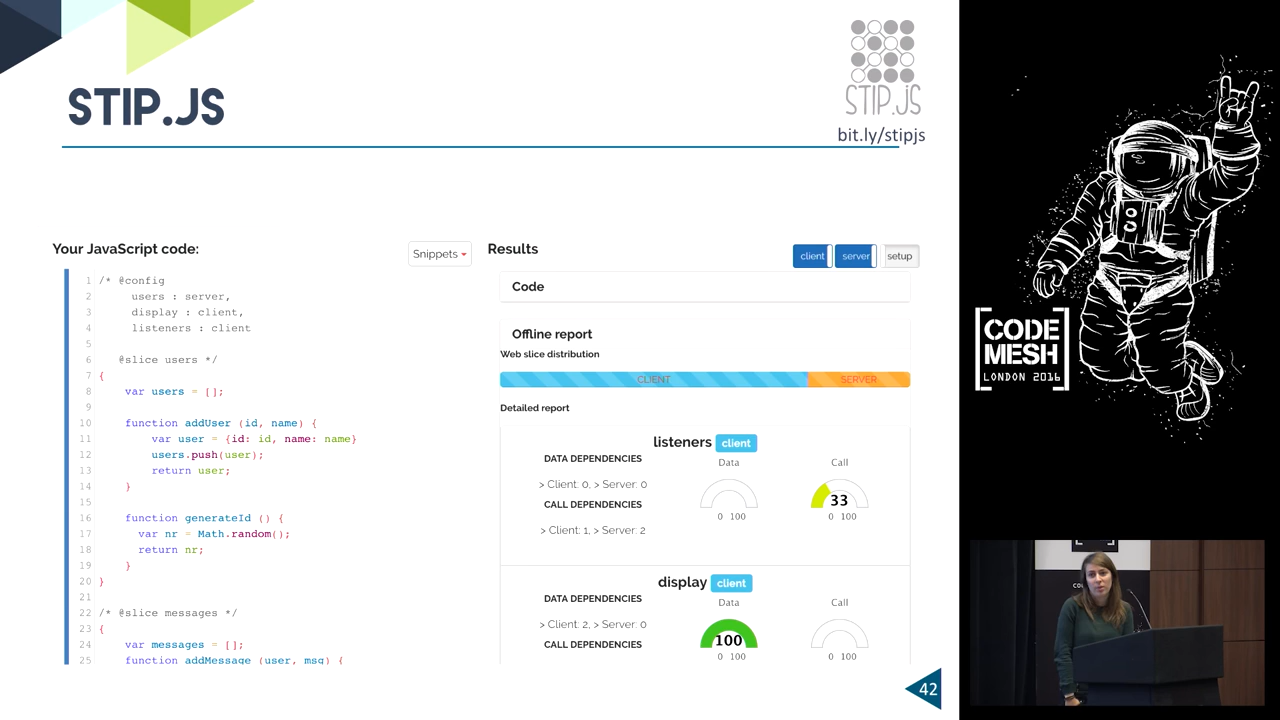 STIP.JS
STIP.JS
bit.ly/stipjs
Your JavaScript code:
Snippets
1 /* @config
2 users : server,
3 display : client,
4 listeners : client
5
6 @slice users */
7 {
8 var users = [];
9
10 function addUser (id, name) {
11 var user = {id: id, name: name}
12 users.push(user);
13 return user;
14 }
15
16 function generateId () {
17 var nr = Math.random();
18 return nr;
19 }
20 }
21
22 /* @slice messages */
23 {
24 var messages = [];
25 function addMessage (user, msg) {
Results
client server setup
Code
Offline report
Web slice distribution
CLIENT SERVER
Detailed report
listeners client
DATA DEPENDENCIES
> Client: 0, > Server: 0
CALL DEPENDENCIES
> Client: 1, > Server: 2
Data
0 100
Call
33
0 100
display client
DATA DEPENDENCIES
> Client: 2, > Server: 0
CALL DEPENDENCIES
Data
100
0 100
Call
0 100
42
CODE
MESH
LONDON 2016